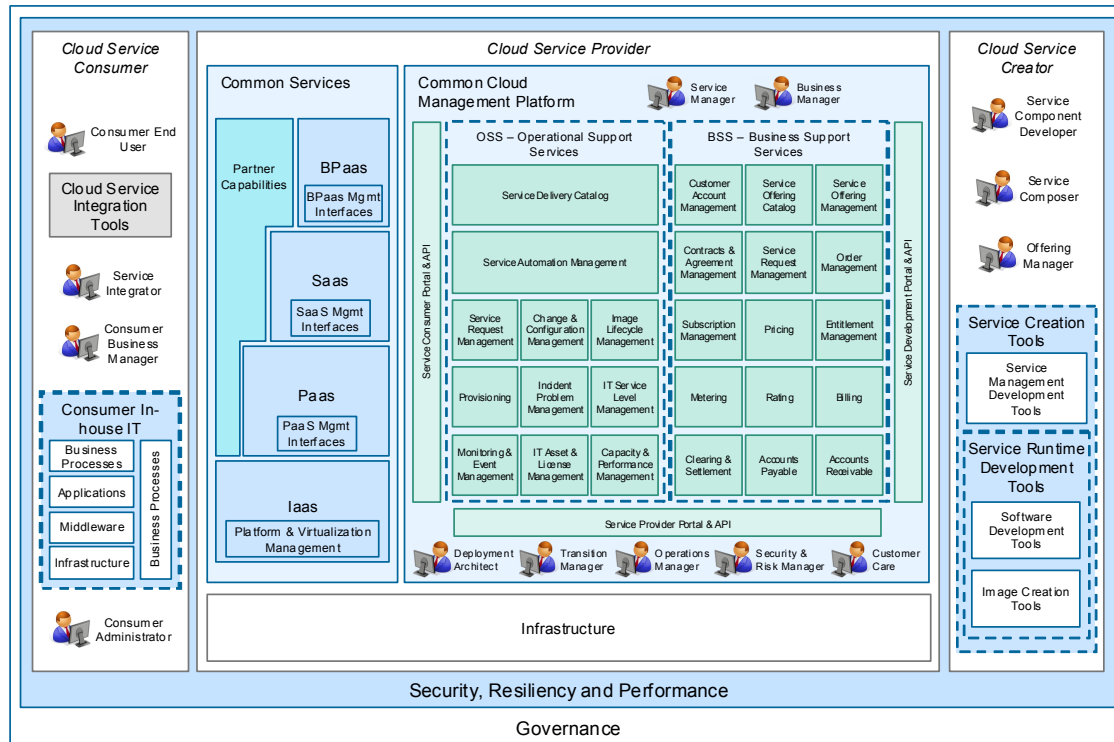 Cloud Service
Consumer
Consumer End
User
Cloud Service
Integration
Tools
Service
Integrator
Consumer
Business
Manager
Consumer In-
house IT
Business
Processes
Applications
Middleware
Infrastructure
Business Processes
Consumer
Administrator
Cloud Service Provider
Common Services
Partner
Capabilities
BPaas
BPaas Mgmt
Interfaces
Saas
SaaS Mgmt
Interfaces
Paas
PaaS Mgmt
Interfaces
Iaas
Platform & Virtualization
Management
Common Cloud
Management Platform
Service
Manager
Business
Manager
Service Consumer Portal & API
OSS – Operational Support
Services
Service Delivery Catalog
Service Automation Management
Service
Request
Management
Change &
Configuration
Management
Image
Lifecycle
Management
Provisioning
Incident
Problem
Management
IT Service
Level
Management
Monitoring &
Event
Management
IT Asset &
License
Management
Capacity &
Performance
Management
BSS – Business Support
Services
Customer
Account
Management
Service
Offering
Catalog
Service
Offering
Management
Contracts &
Agreement
Management
Service
Request
Management
Order
Management
Subscription
Management
Pricing
Entitlement
Management
Metering
Rating
Billing
Clearing &
Settlement
Accounts
Payable
Accounts
Receivable
Service Development Portal & API
Service Provider Portal & API
Deployment
Architect
Transition
Manager
Operations
Manager
Security &
Risk Manager
Customer
Care
Infrastructure
Cloud Service
Creator
Service
Component
Developer
Service
Composer
Offering
Manager
Service Creation
Tools
Service
Management
Development
Tools
Service Runtime
Development
Tools
Software
Development
Tools
Image Creation
Tools
Security, Resiliency and Performance
Governance